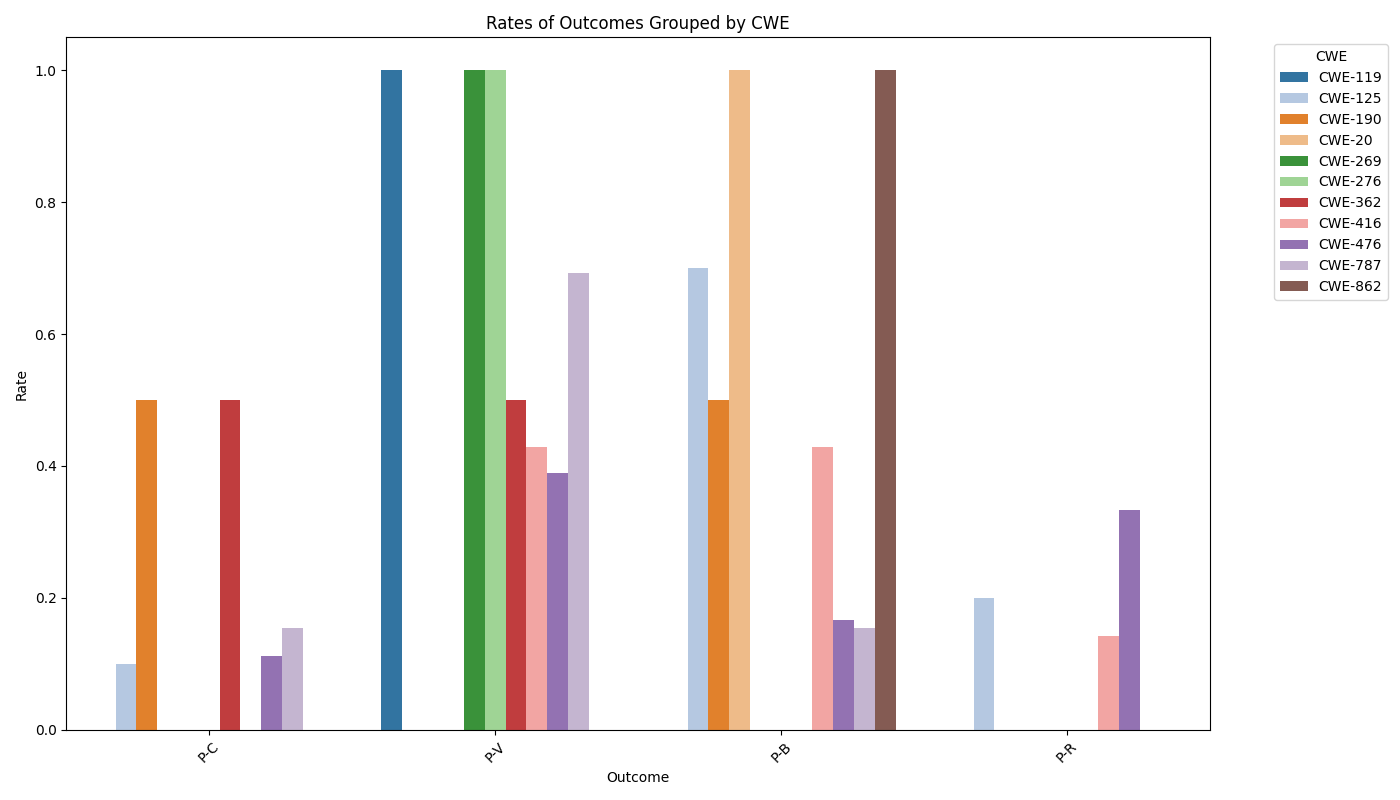 Rates of Outcomes Grouped by CWE
Rate
1.0
0.8
0.6
0.4
0.2
0.0
P-C
P-V
P-B
P-R
Outcome
CWE
CWE-119
CWE-125
CWE-190
CWE-20
CWE-269
CWE-276
CWE-362
CWE-416
CWE-476
CWE-787
CWE-862